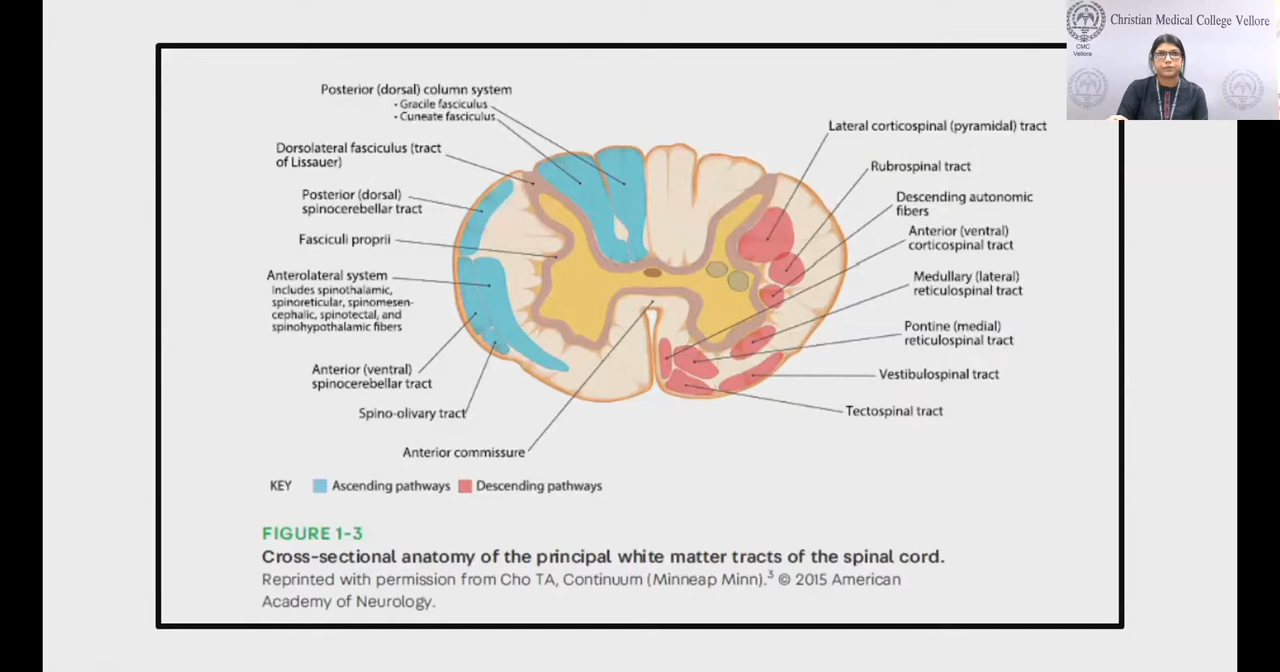 Christian Medical College Vellore
CMC
Vellore
Posterior (dorsal) column system
• Gracile fasciculus
• Cuneate fasciculus
Dorsolateral fasciculus (tract
of Lissauer)
Posterior (dorsal)
spinocerebellar tract
Fasciculi proprii
Anterolateral system
Includes spinothalamic,
spinoreticular, spinomesen-
cephalic, spinotectal, and
spinohypothalamic fibers
Anterior (ventral)
spinocerebellar tract
Spino-olivary tract
Anterior commissure
Lateral corticospinal (pyramidal) tract
Rubrospinal tract
Descending autonomic
fibers
Anterior (ventral)
corticospinal tract
Medullary (lateral)
reticulospinal tract
Pontine (medial)
reticulospinal tract
Vestibulospinal tract
Tectospinal tract
KEY Ascending pathways Descending pathways
FIGURE 1-3
Cross-sectional anatomy of the principal white matter tracts of the spinal cord.
Reprinted with permission from Cho TA, Continuum (Minneap Minn).³ © 2015 American
Academy of Neurology.